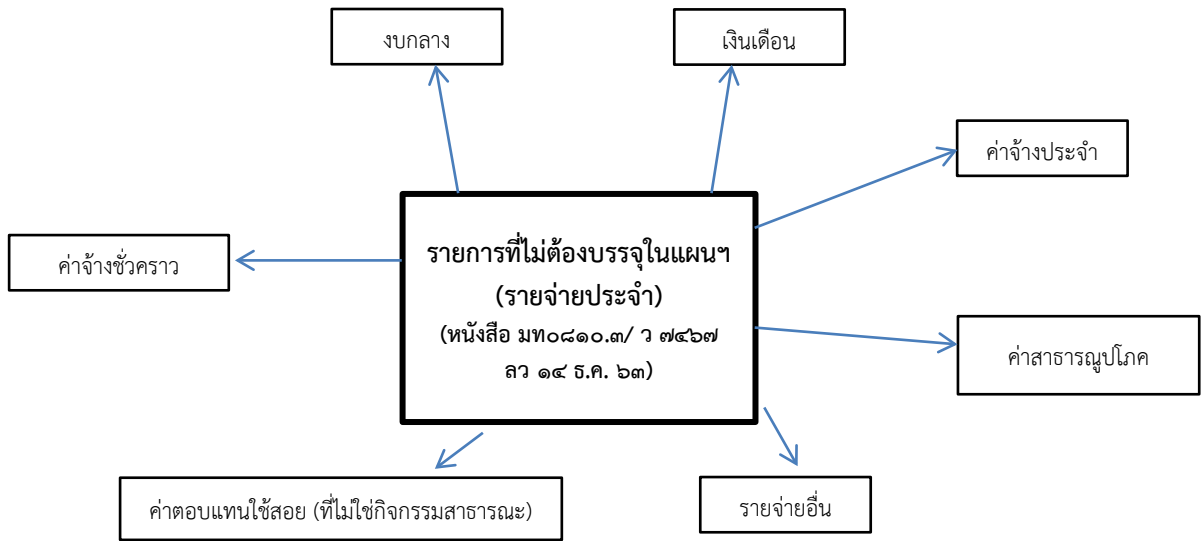 งบกลาง
เงินเดือน
ค่าจ้างประจำ
รายการที่ไม่ต้องบรรจุในแผนฯ
(รายจ่ายประจำ)
(หนังสือ มท๐๘๑๐.๓/ ว ๗๔๖๗
ลว ๑๔ ธ.ค. ๖๓)
ค่าจ้างชั่วคราว
ค่าสาธารณูปโภค
ค่าตอบแทนใช้สอย (ที่ไม่ใช่กิจกรรมสาธารณะ)
รายจ่ายอื่น